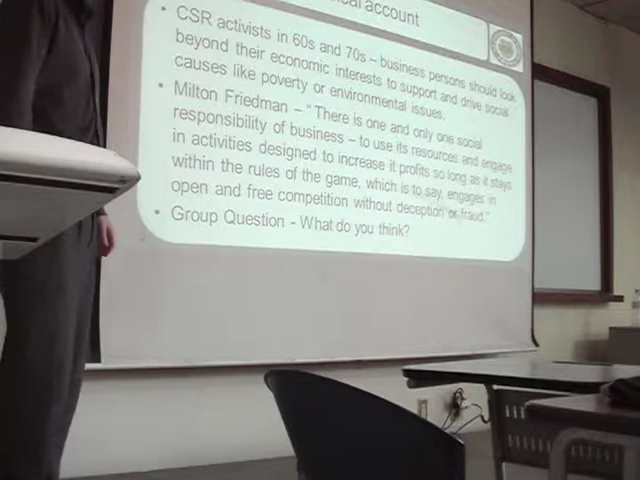 account
• CSR activists in 60s and 70s – business persons should look
beyond their economic interests to support and drive social
causes like poverty or environmental issues.
• Milton Friedman – "There is one and only one social
responsibility of business – to use its resources and engage
in activities designed to increase it profits so long as it stays
within the rules of the game, which is to say, engages in
open and free competition without deception or fraud."
• Group Question - What do you think?